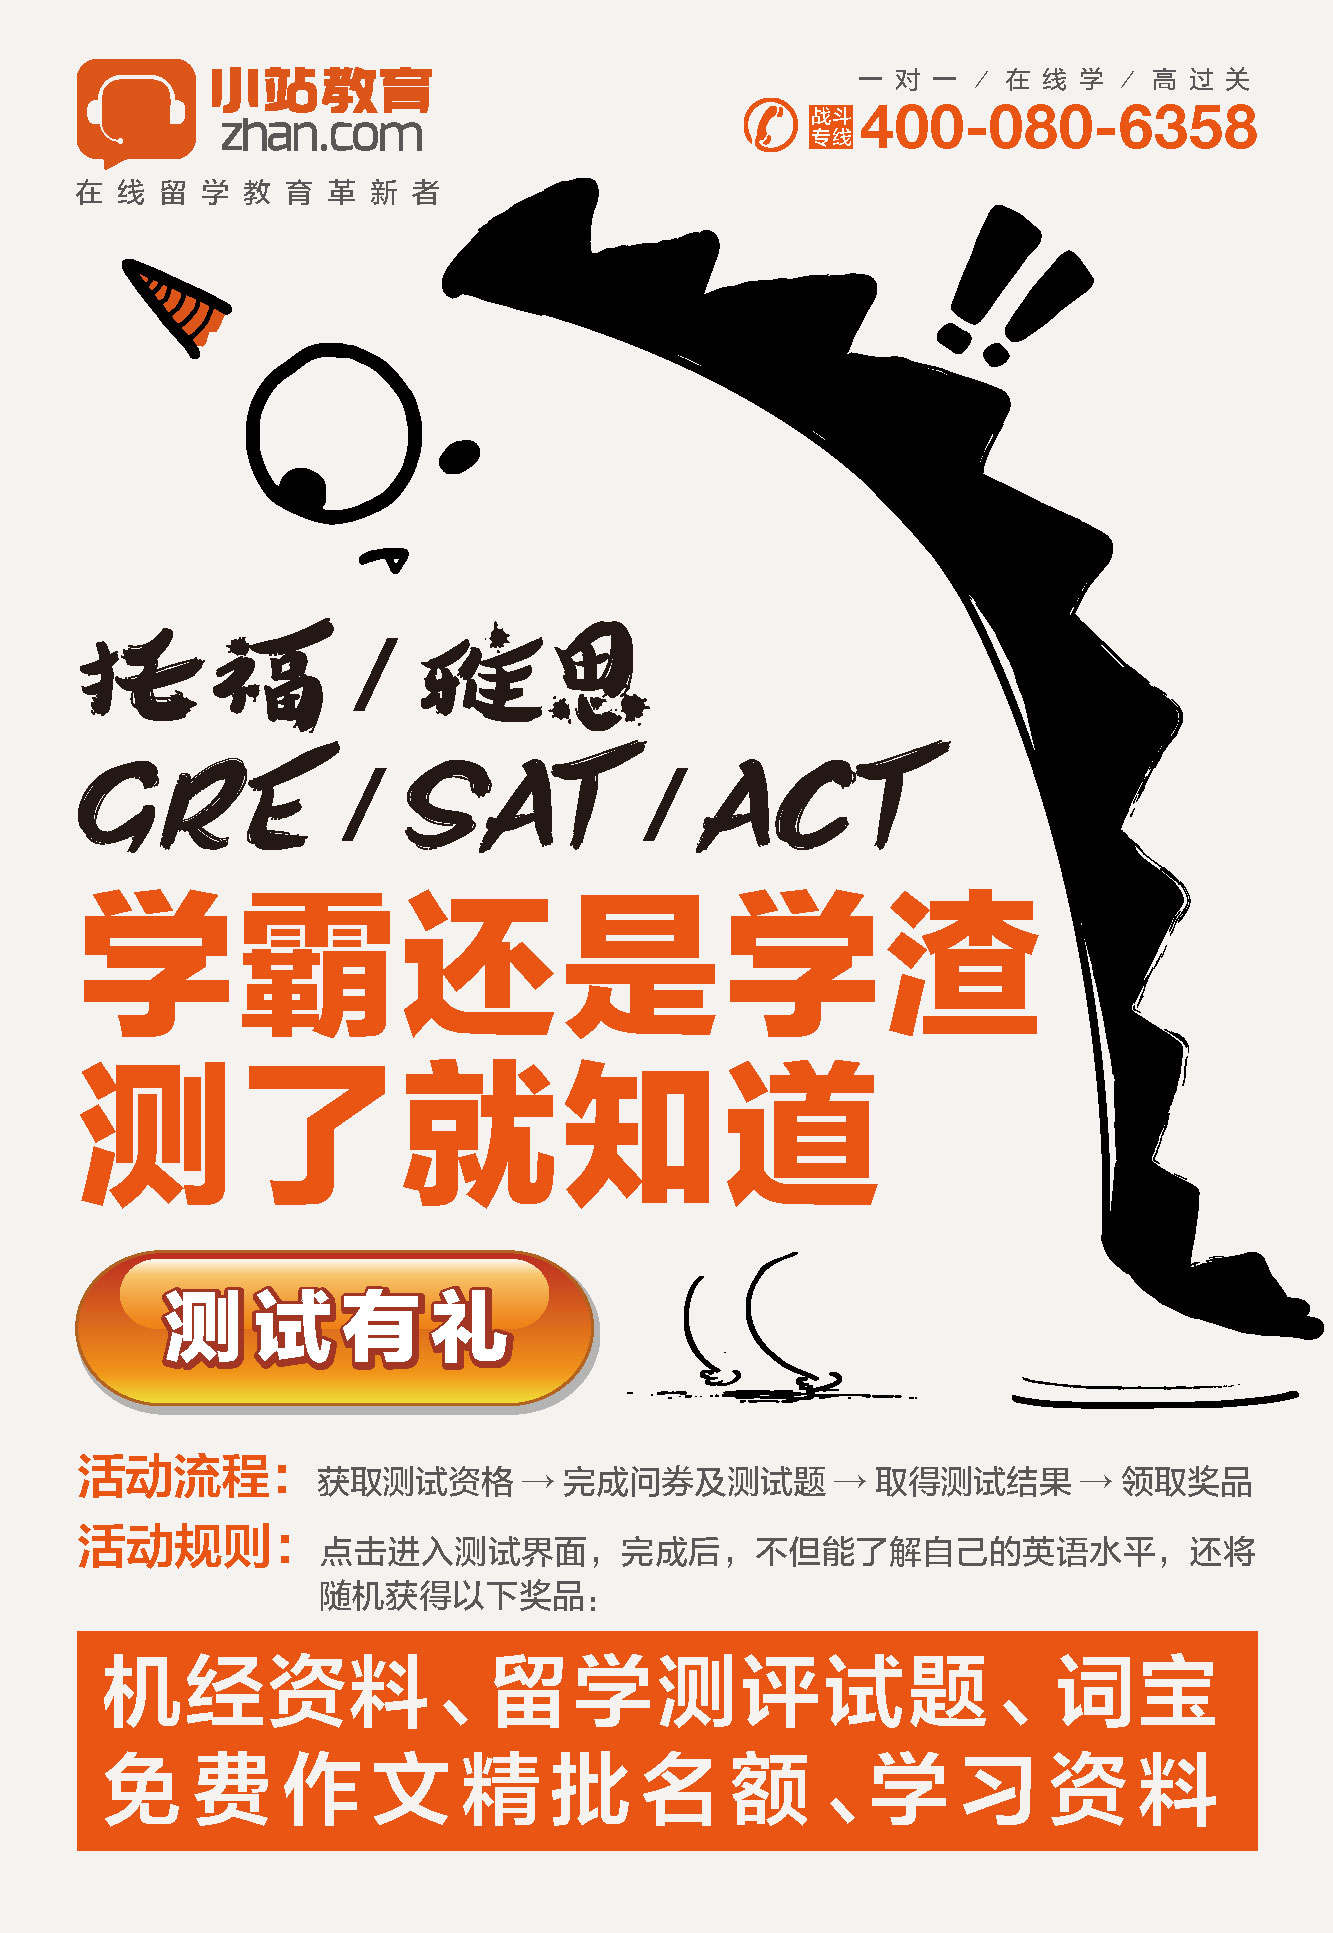 小站教育
zhan.com
在线留学教育革新者
一对一 / 在线学 / 高过关
战斗专线 400-080-6358
!!
托福/雅思
GRE/SAT/ACT
学霸还是学渣
测了就知道
测试有礼
活动流程：获取测试资格 → 完成问券及测试题 → 取得测试结果 → 领取奖品
活动规则：点击进入测试界面，完成后，不但能了解自己的英语水平，还将
随机获得以下奖品：
机经资料、留学测评试题、词宝
免费作文精批名额、学习资料